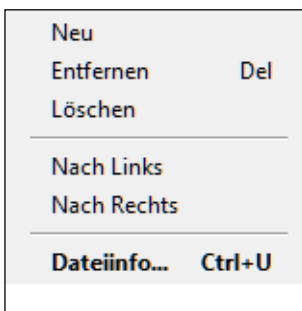 Neu
Entfernen Del
Löschen
Nach Links
Nach Rechts
Dateiinfo... Ctrl+U